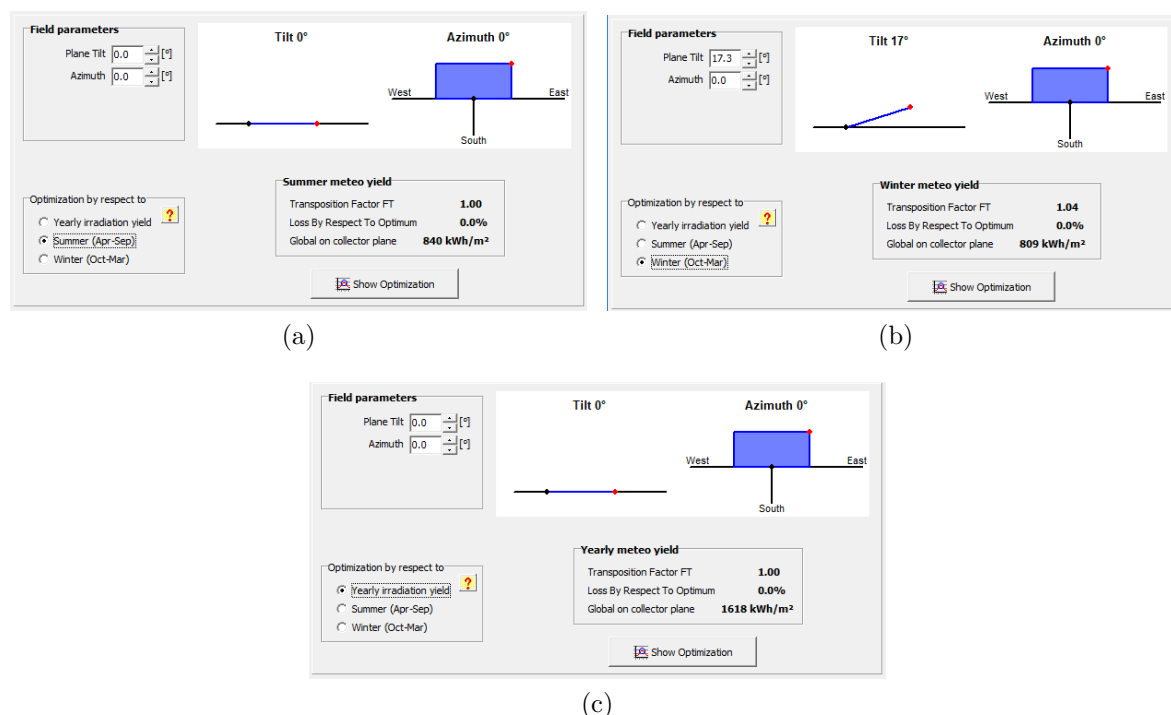 Field parameters
Tilt 0°
Azimuth 0°
Plane Tilt 0.0 [º]
Azimuth 0.0 [º]
West
East
South
Optimization by respect to
Yearly irradiation yield
?
Summer (Apr-Sep)
Winter (Oct-Mar)
Summer meteo yield
Transposition Factor FT 1.00
Loss By Respect To Optimum 0.0%
Global on collector plane 840 kWh/m²
Show Optimization
(a)
Field parameters
Tilt 17°
Azimuth 0°
Plane Tilt 17.3 [º]
Azimuth 0.0 [º]
West
East
South
Optimization by respect to
Yearly irradiation yield
?
Summer (Apr-Sep)
Winter (Oct-Mar)
Winter meteo yield
Transposition Factor FT 1.04
Loss By Respect To Optimum 0.0%
Global on collector plane 809 kWh/m²
Show Optimization
(b)
Field parameters
Tilt 0°
Azimuth 0°
Plane Tilt 0.0 [º]
Azimuth 0.0 [º]
West
East
South
Optimization by respect to
Yearly irradiation yield
?
Summer (Apr-Sep)
Winter (Oct-Mar)
Yearly meteo yield
Transposition Factor FT 1.00
Loss By Respect To Optimum 0.0%
Global on collector plane 1618 kWh/m²
Show Optimization
(c)